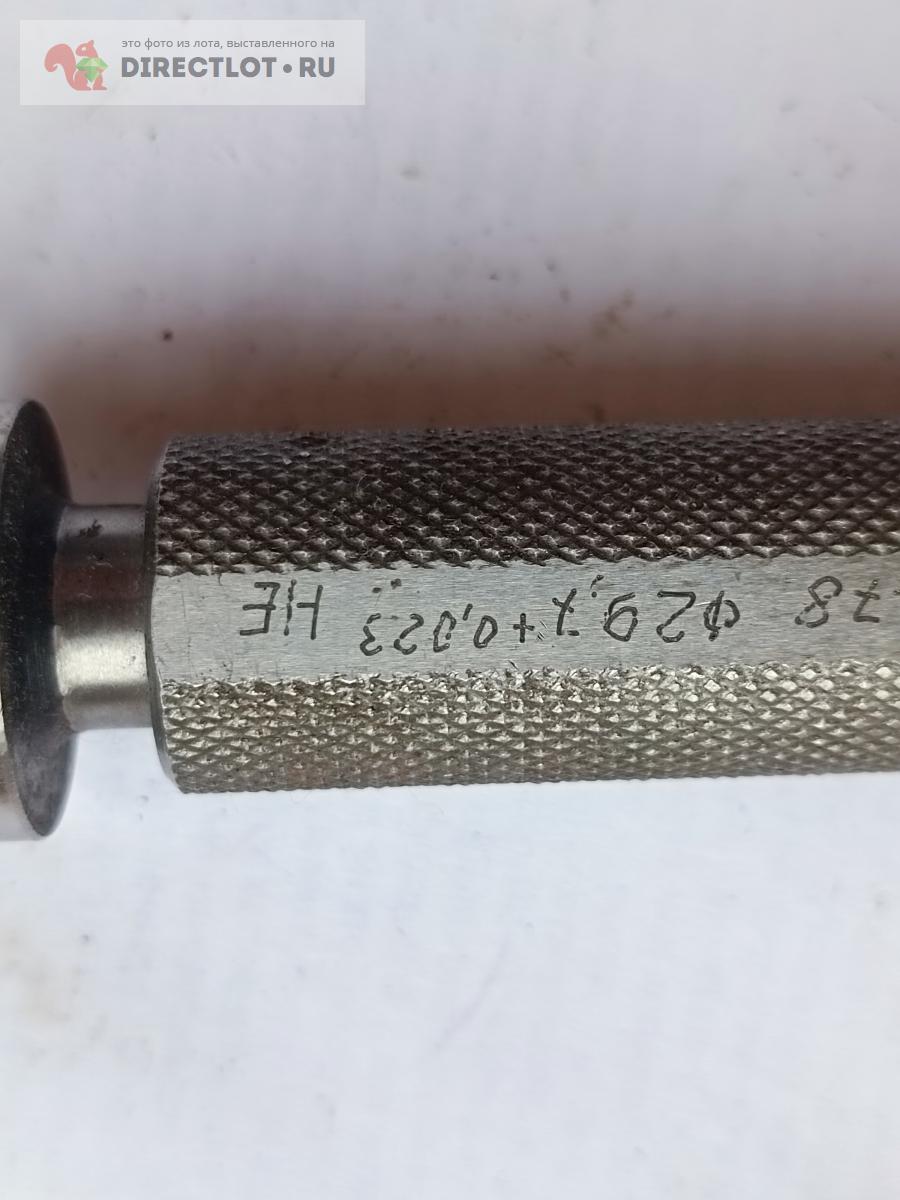 это фото из лота, выставленного на
DIRECTLOT•RU
78 Ф29,7+0,023 НЕ